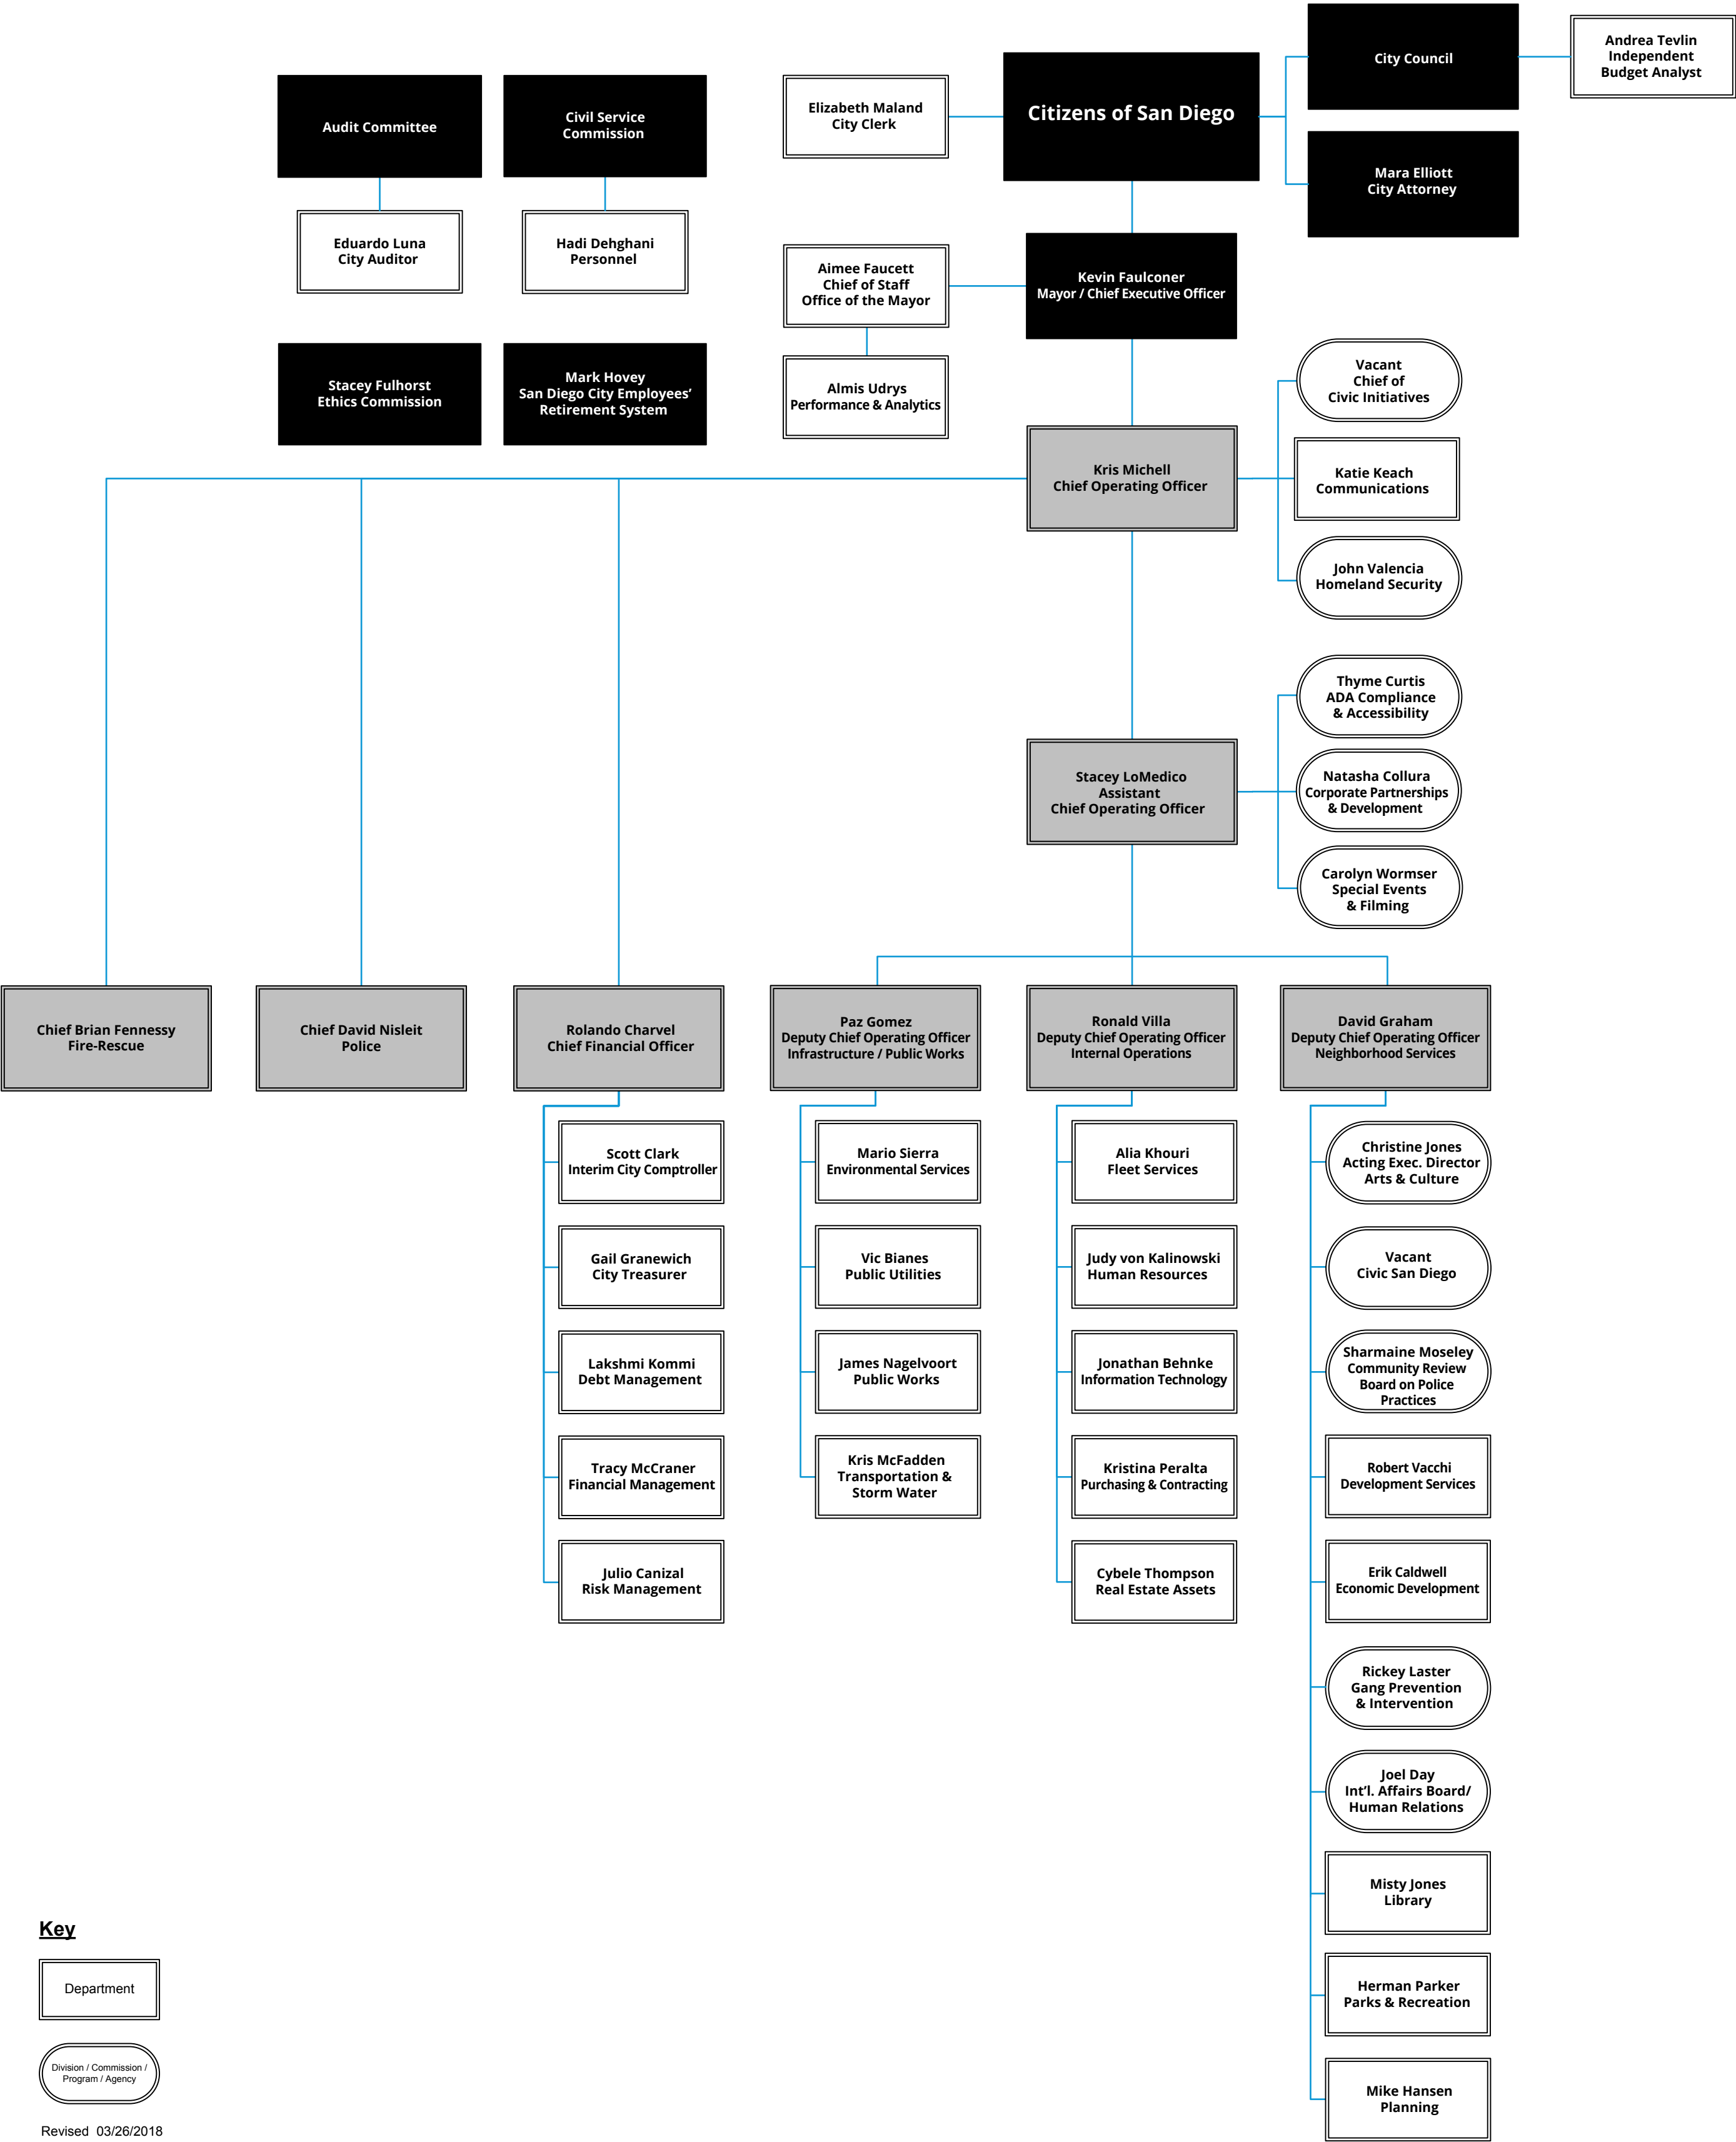 City Council
Andrea Tevlin
Independent
Budget Analyst
Citizens of San Diego
Elizabeth Maland
City Clerk
Audit Committee
Civil Service
Commission
Mara Elliott
City Attorney
Eduardo Luna
City Auditor
Hadi Dehghani
Personnel
Aimee Faucett
Chief of Staff
Office of the Mayor
Kevin Faulconer
Mayor / Chief Executive Officer
Stacey Fulhorst
Ethics Commission
Mark Hovey
San Diego City Employees’
Retirement System
Almis Udrys
Performance & Analytics
Vacant
Chief of
Civic Initiatives
Kris Michell
Chief Operating Officer
Katie Keach
Communications
John Valencia
Homeland Security
Thyme Curtis
ADA Compliance
& Accessibility
Stacey LoMedico
Assistant
Chief Operating Officer
Natasha Collura
Corporate Partnerships
& Development
Carolyn Wormser
Special Events
& Filming
Chief Brian Fennessy
Fire-Rescue
Chief David Nisleit
Police
Rolando Charvel
Chief Financial Officer
Paz Gomez
Deputy Chief Operating Officer
Infrastructure / Public Works
Ronald Villa
Deputy Chief Operating Officer
Internal Operations
David Graham
Deputy Chief Operating Officer
Neighborhood Services
Scott Clark
Interim City Comptroller
Gail Granewich
City Treasurer
Lakshmi Kommi
Debt Management
Tracy McCraner
Financial Management
Julio Canizal
Risk Management
Mario Sierra
Environmental Services
Vic Bianes
Public Utilities
James Nagelvoort
Public Works
Kris McFadden
Transportation &
Storm Water
Alia Khouri
Fleet Services
Judy von Kalinowski
Human Resources
Jonathan Behnke
Information Technology
Kristina Peralta
Purchasing & Contracting
Cybele Thompson
Real Estate Assets
Christine Jones
Acting Exec. Director
Arts & Culture
Vacant
Civic San Diego
Sharmaine Moseley
Community Review
Board on Police
Practices
Robert Vacchi
Development Services
Erik Caldwell
Economic Development
Rickey Laster
Gang Prevention
& Intervention
Joel Day
Int’l. Affairs Board/
Human Relations
Misty Jones
Library
Herman Parker
Parks & Recreation
Mike Hansen
Planning
Key
Department
Division / Commission /
Program / Agency
Revised 03/26/2018